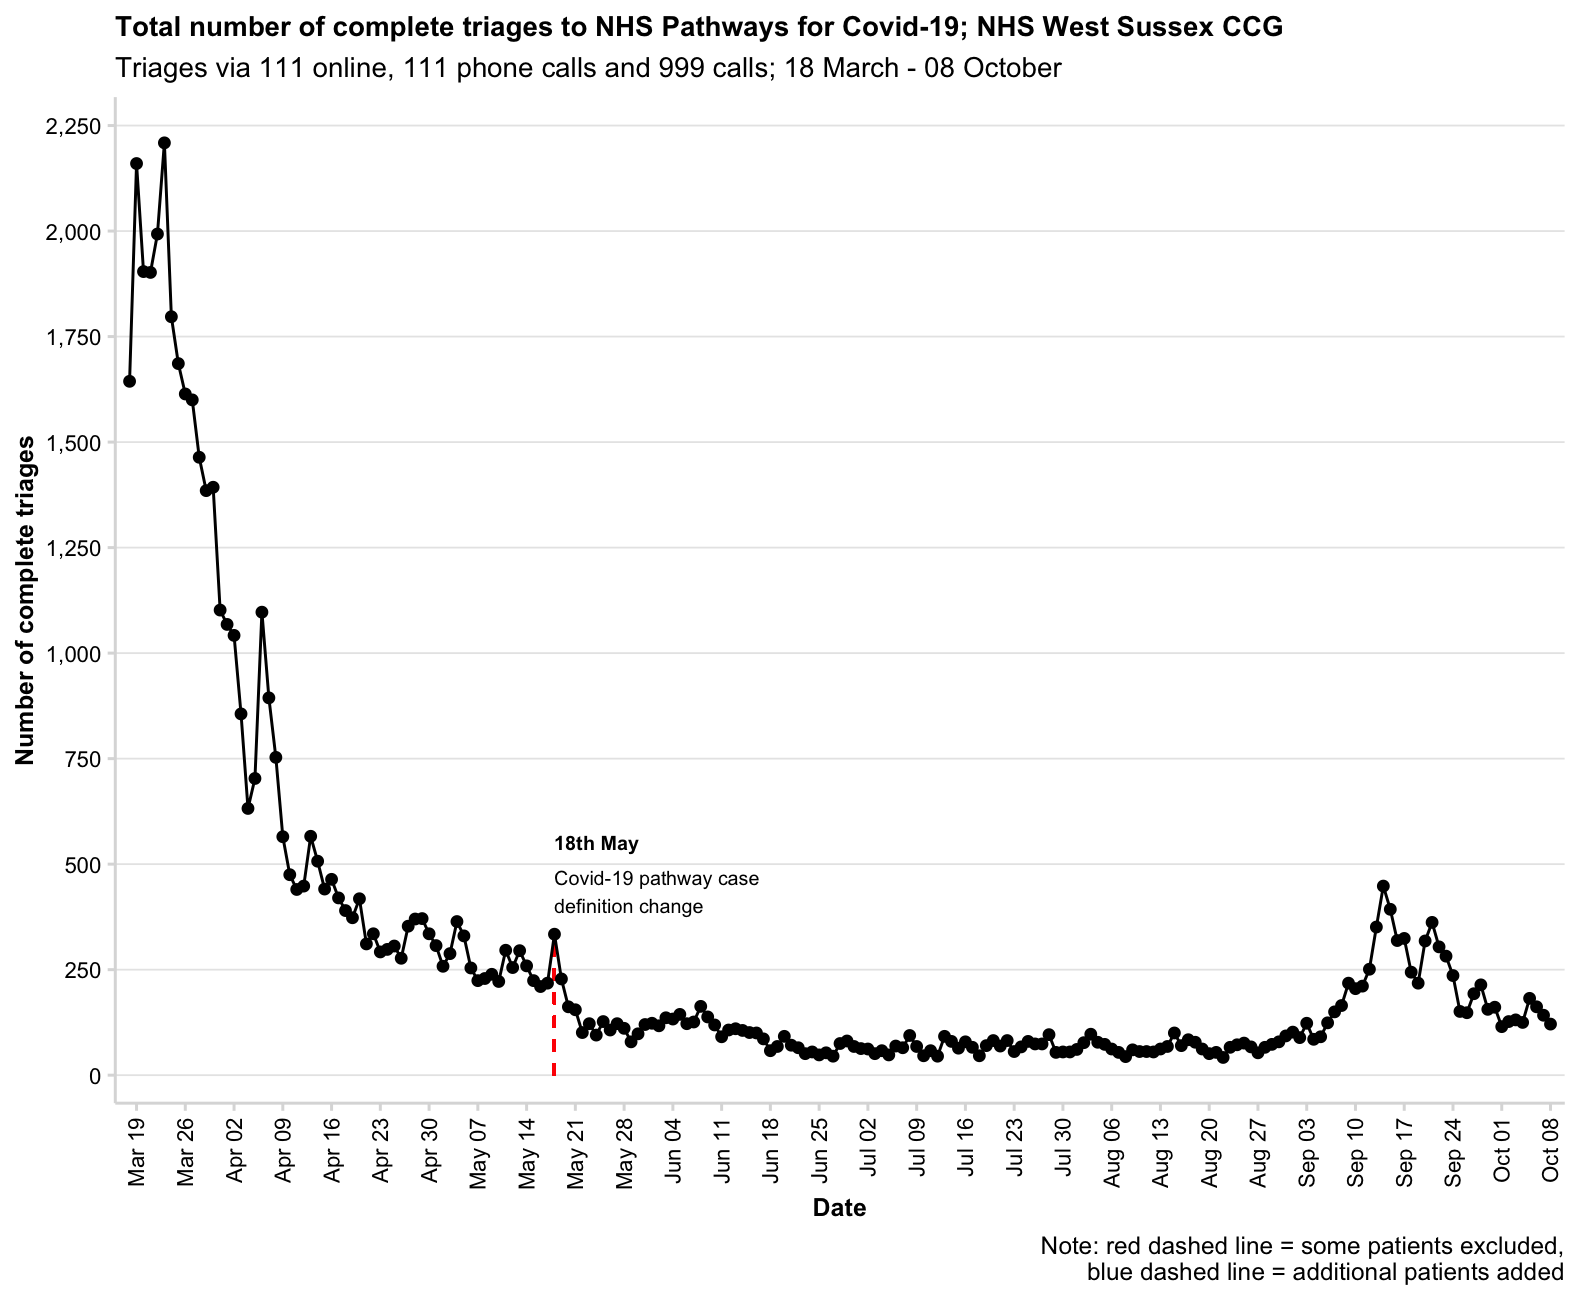 Total number of complete triages to NHS Pathways for Covid-19; NHS West Sussex CCG
Triages via 111 online, 111 phone calls and 999 calls; 18 March - 08 October
Number of complete triages
2,250
2,000
1,750
1,500
1,250
1,000
750
500
250
0
18th May
Covid-19 pathway case
definition change
Mar 19
Mar 26
Apr 02
Apr 09
Apr 16
Apr 23
Apr 30
May 07
May 14
May 21
May 28
Jun 04
Jun 11
Jun 18
Jun 25
Jul 02
Jul 09
Jul 16
Jul 23
Jul 30
Aug 06
Aug 13
Aug 20
Aug 27
Sep 03
Sep 10
Sep 17
Sep 24
Oct 01
Oct 08
Date
Note: red dashed line = some patients excluded,
blue dashed line = additional patients added